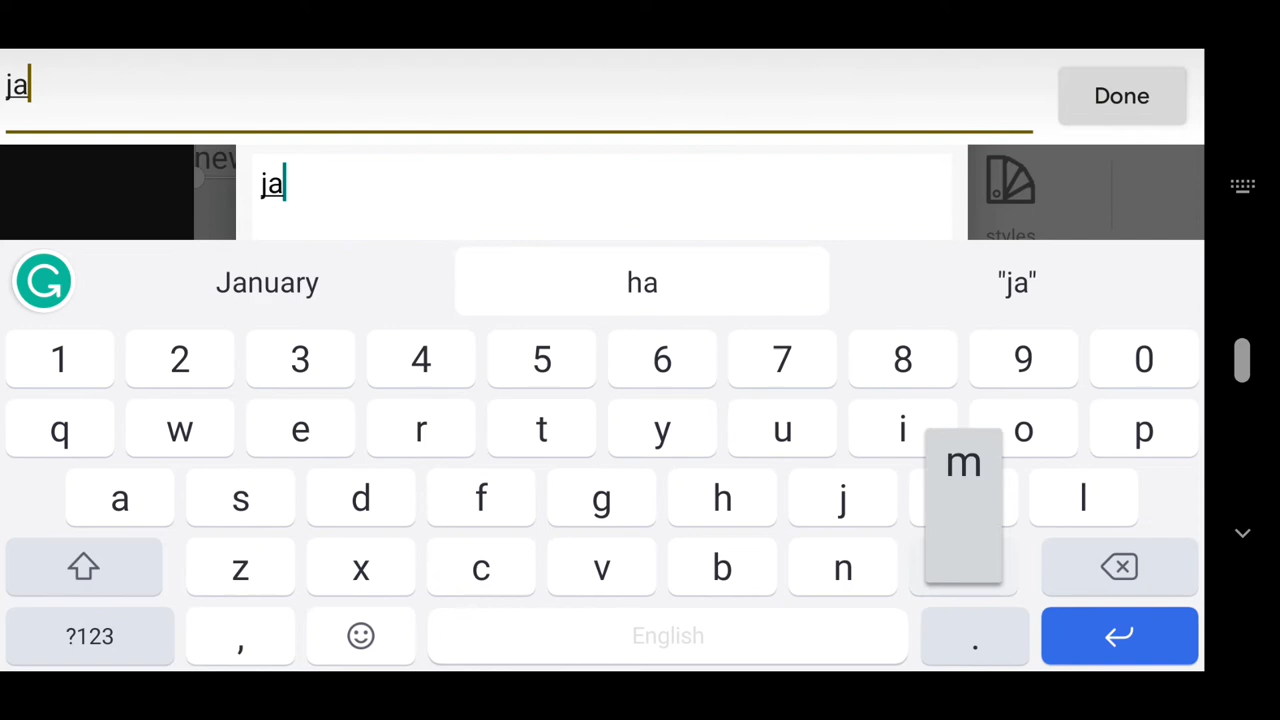 ja
Done
new
ja
styles
January ha "ja"
1 2 3 4 5 6 7 8 9 0
q w e r t y u i o p
m
a s d f g h j l
z x c v b n
?123 , English .